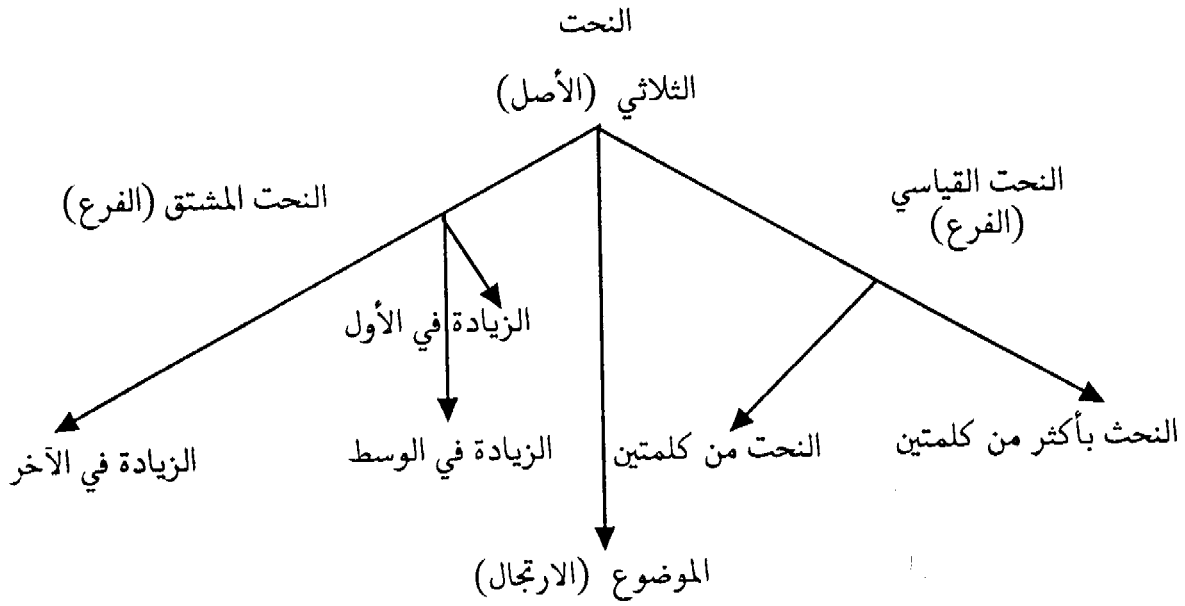 النحت
الثلاثي (الأصل)
النحت القياسي
(الفرع)
النحت المشتق (الفرع)
الزيادة في الأول
النحث بأكثر من كلمتين
النحت من كلمتين
الزيادة في الوسط
الزيادة في الآخر
الموضوع (الارتجال)